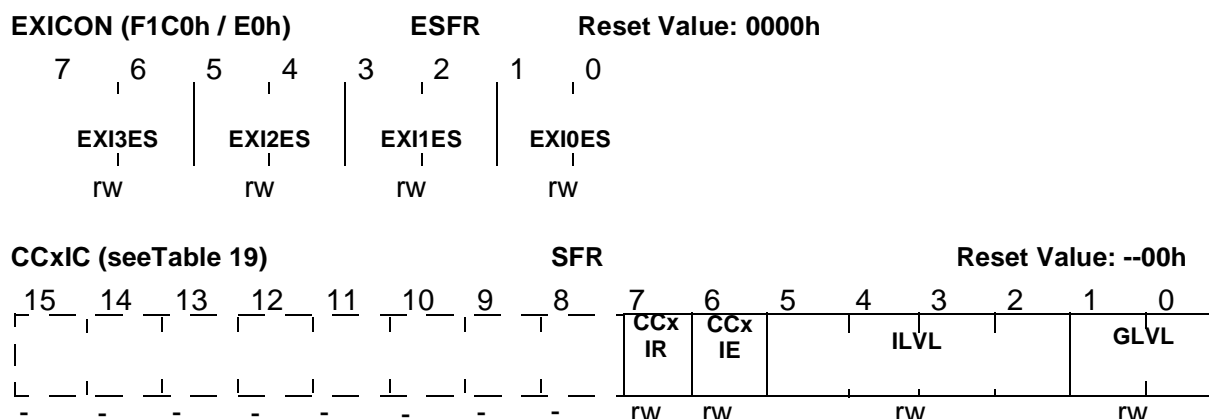 EXICON (F1C0h / E0h) ESFR Reset Value: 0000h
7 6 5 4 3 2 1 0
EXI3ES EXI2ES EXI1ES EXI0ES
rw rw rw rw
CCxIC (seeTable 19) SFR Reset Value: --00h
15 14 13 12 11 10 9 8 7 6 5 4 3 2 1 0
CCx CCx ILVL GLVL
IR IE
- - - - - - - - rw rw rw rw